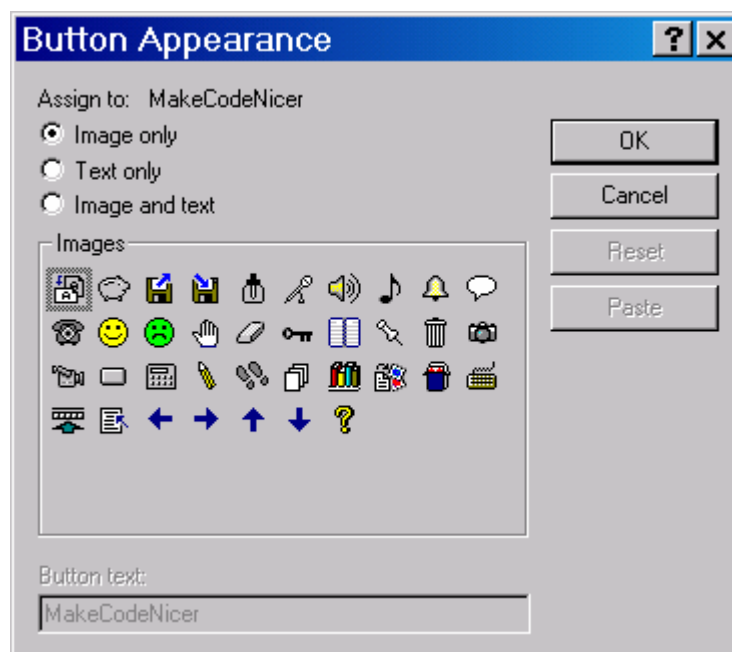 Button Appearance
Assign to: MakeCodeNicer
Image only
Text only
Image and text
OK
Cancel
Reset
Paste
Images
Button text:
MakeCodeNicer